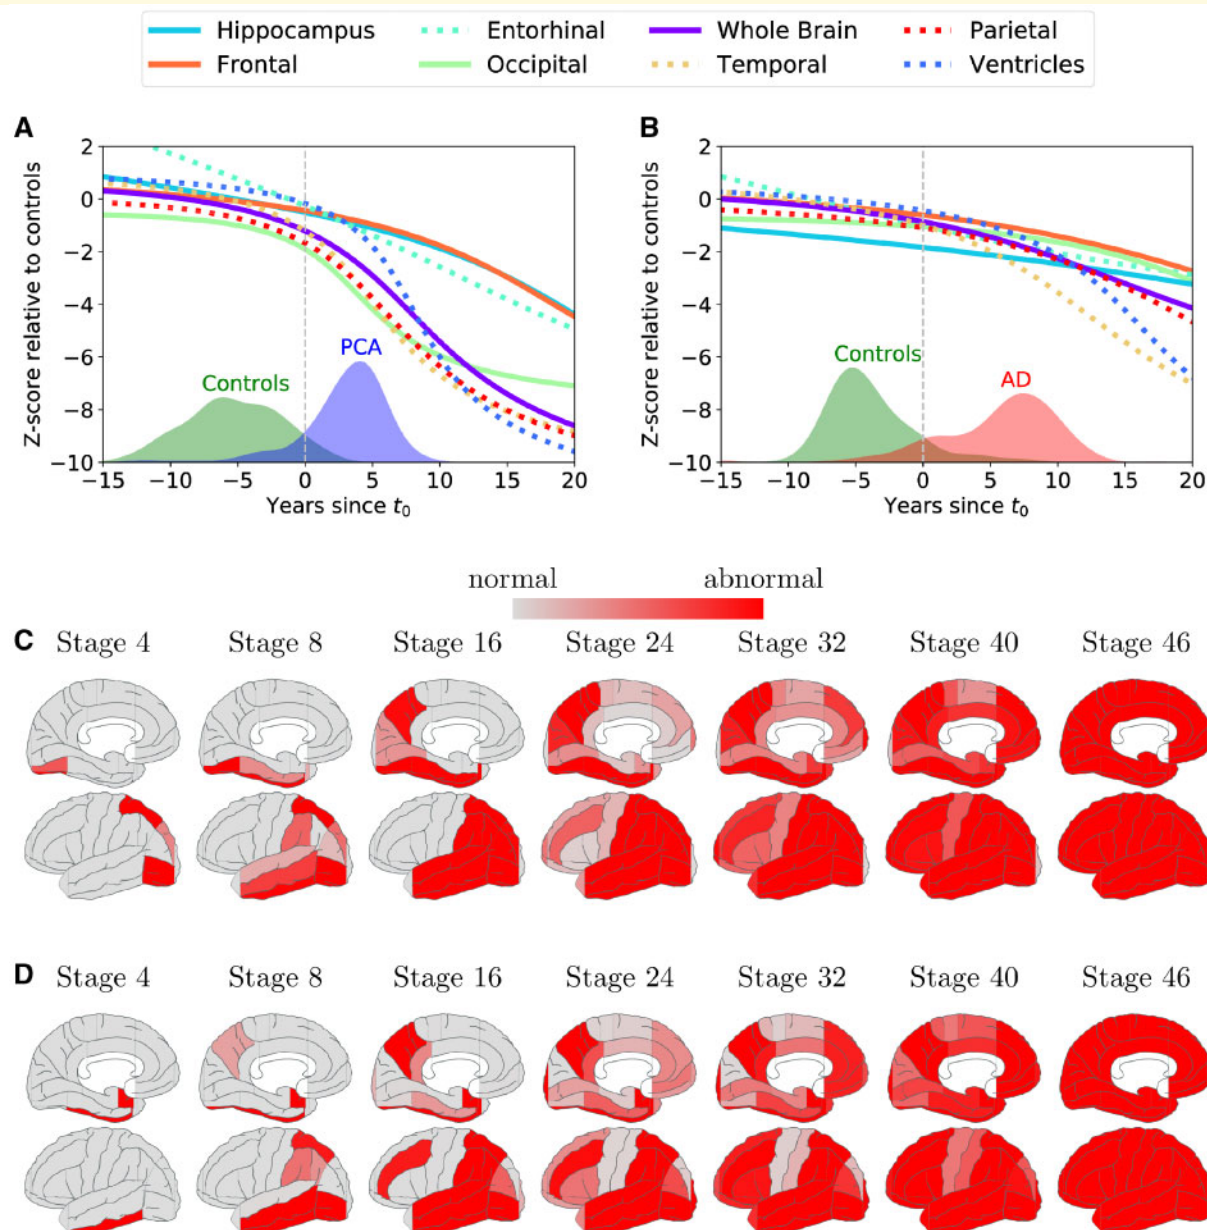 Hippocampus Entorhinal Whole Brain Parietal
Frontal Occipital Temporal Ventricles
A
Z-score relative to controls
2
0
−2
−4
−6
−8
−10
Controls
PCA
−15 −10 −5 0 5 10 15 20
Years since t₀
B
Z-score relative to controls
2
0
−2
−4
−6
−8
−10
Controls
AD
−15 −10 −5 0 5 10 15 20
Years since t₀
normal abnormal
C Stage 4 Stage 8 Stage 16 Stage 24 Stage 32 Stage 40 Stage 46
D Stage 4 Stage 8 Stage 16 Stage 24 Stage 32 Stage 40 Stage 46